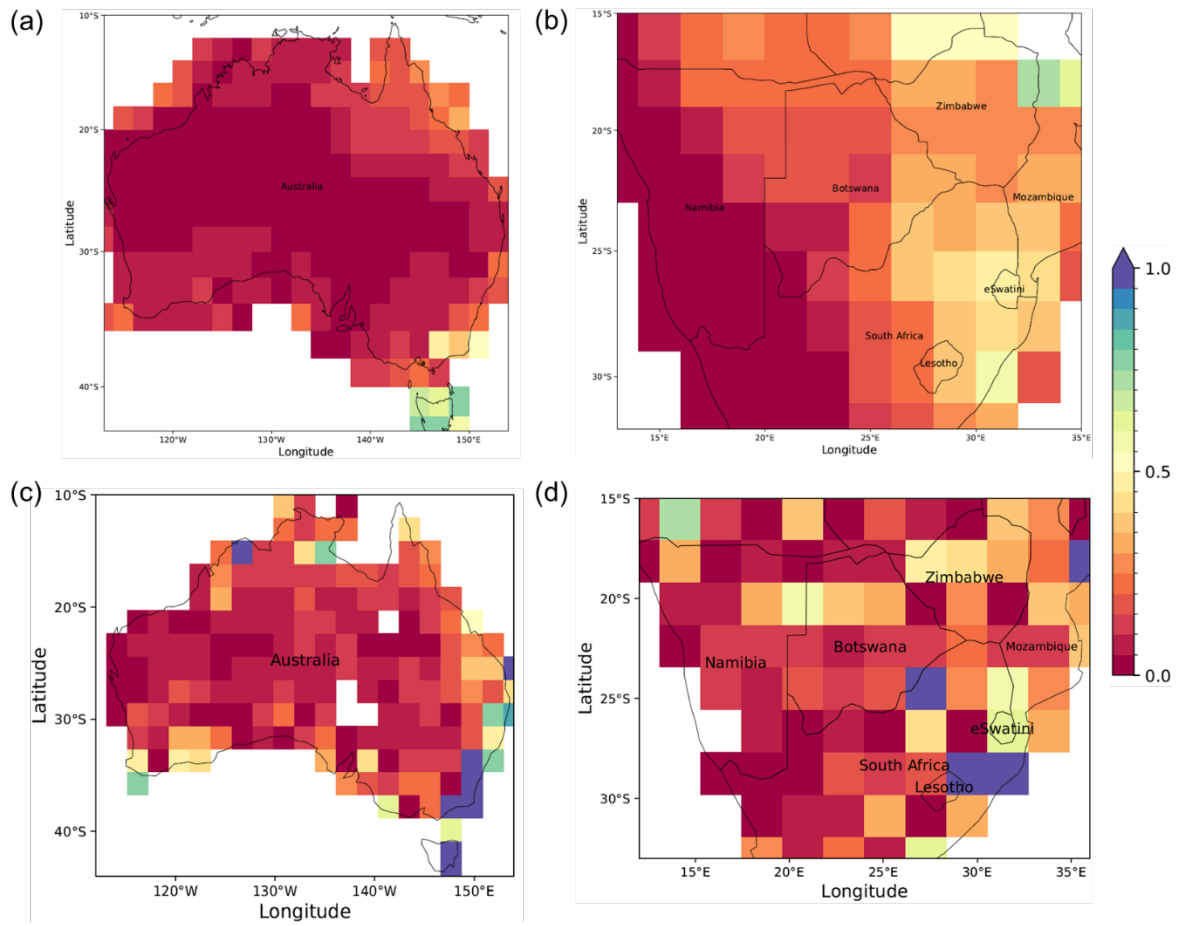 (a)
10°S
20°S
30°S
40°S
Latitude
Australia
120°W
130°W
140°W
150°E
Longitude
(b)
15°S
20°S
25°S
30°S
Latitude
Zimbabwe
Botswana
Namibia
Mozambique
eSwatini
South Africa
Lesotho
15°E
20°E
25°E
30°E
35°E
Longitude
1.0
0.5
0.0
(c)
10°S
20°S
30°S
40°S
Latitude
Australia
120°W
130°W
140°W
150°E
Longitude
(d)
15°S
20°S
25°S
30°S
Latitude
Zimbabwe
Botswana
Mozambique
Namibia
eSwatini
South Africa
Lesotho
15°E
20°E
25°E
30°E
35°E
Longitude